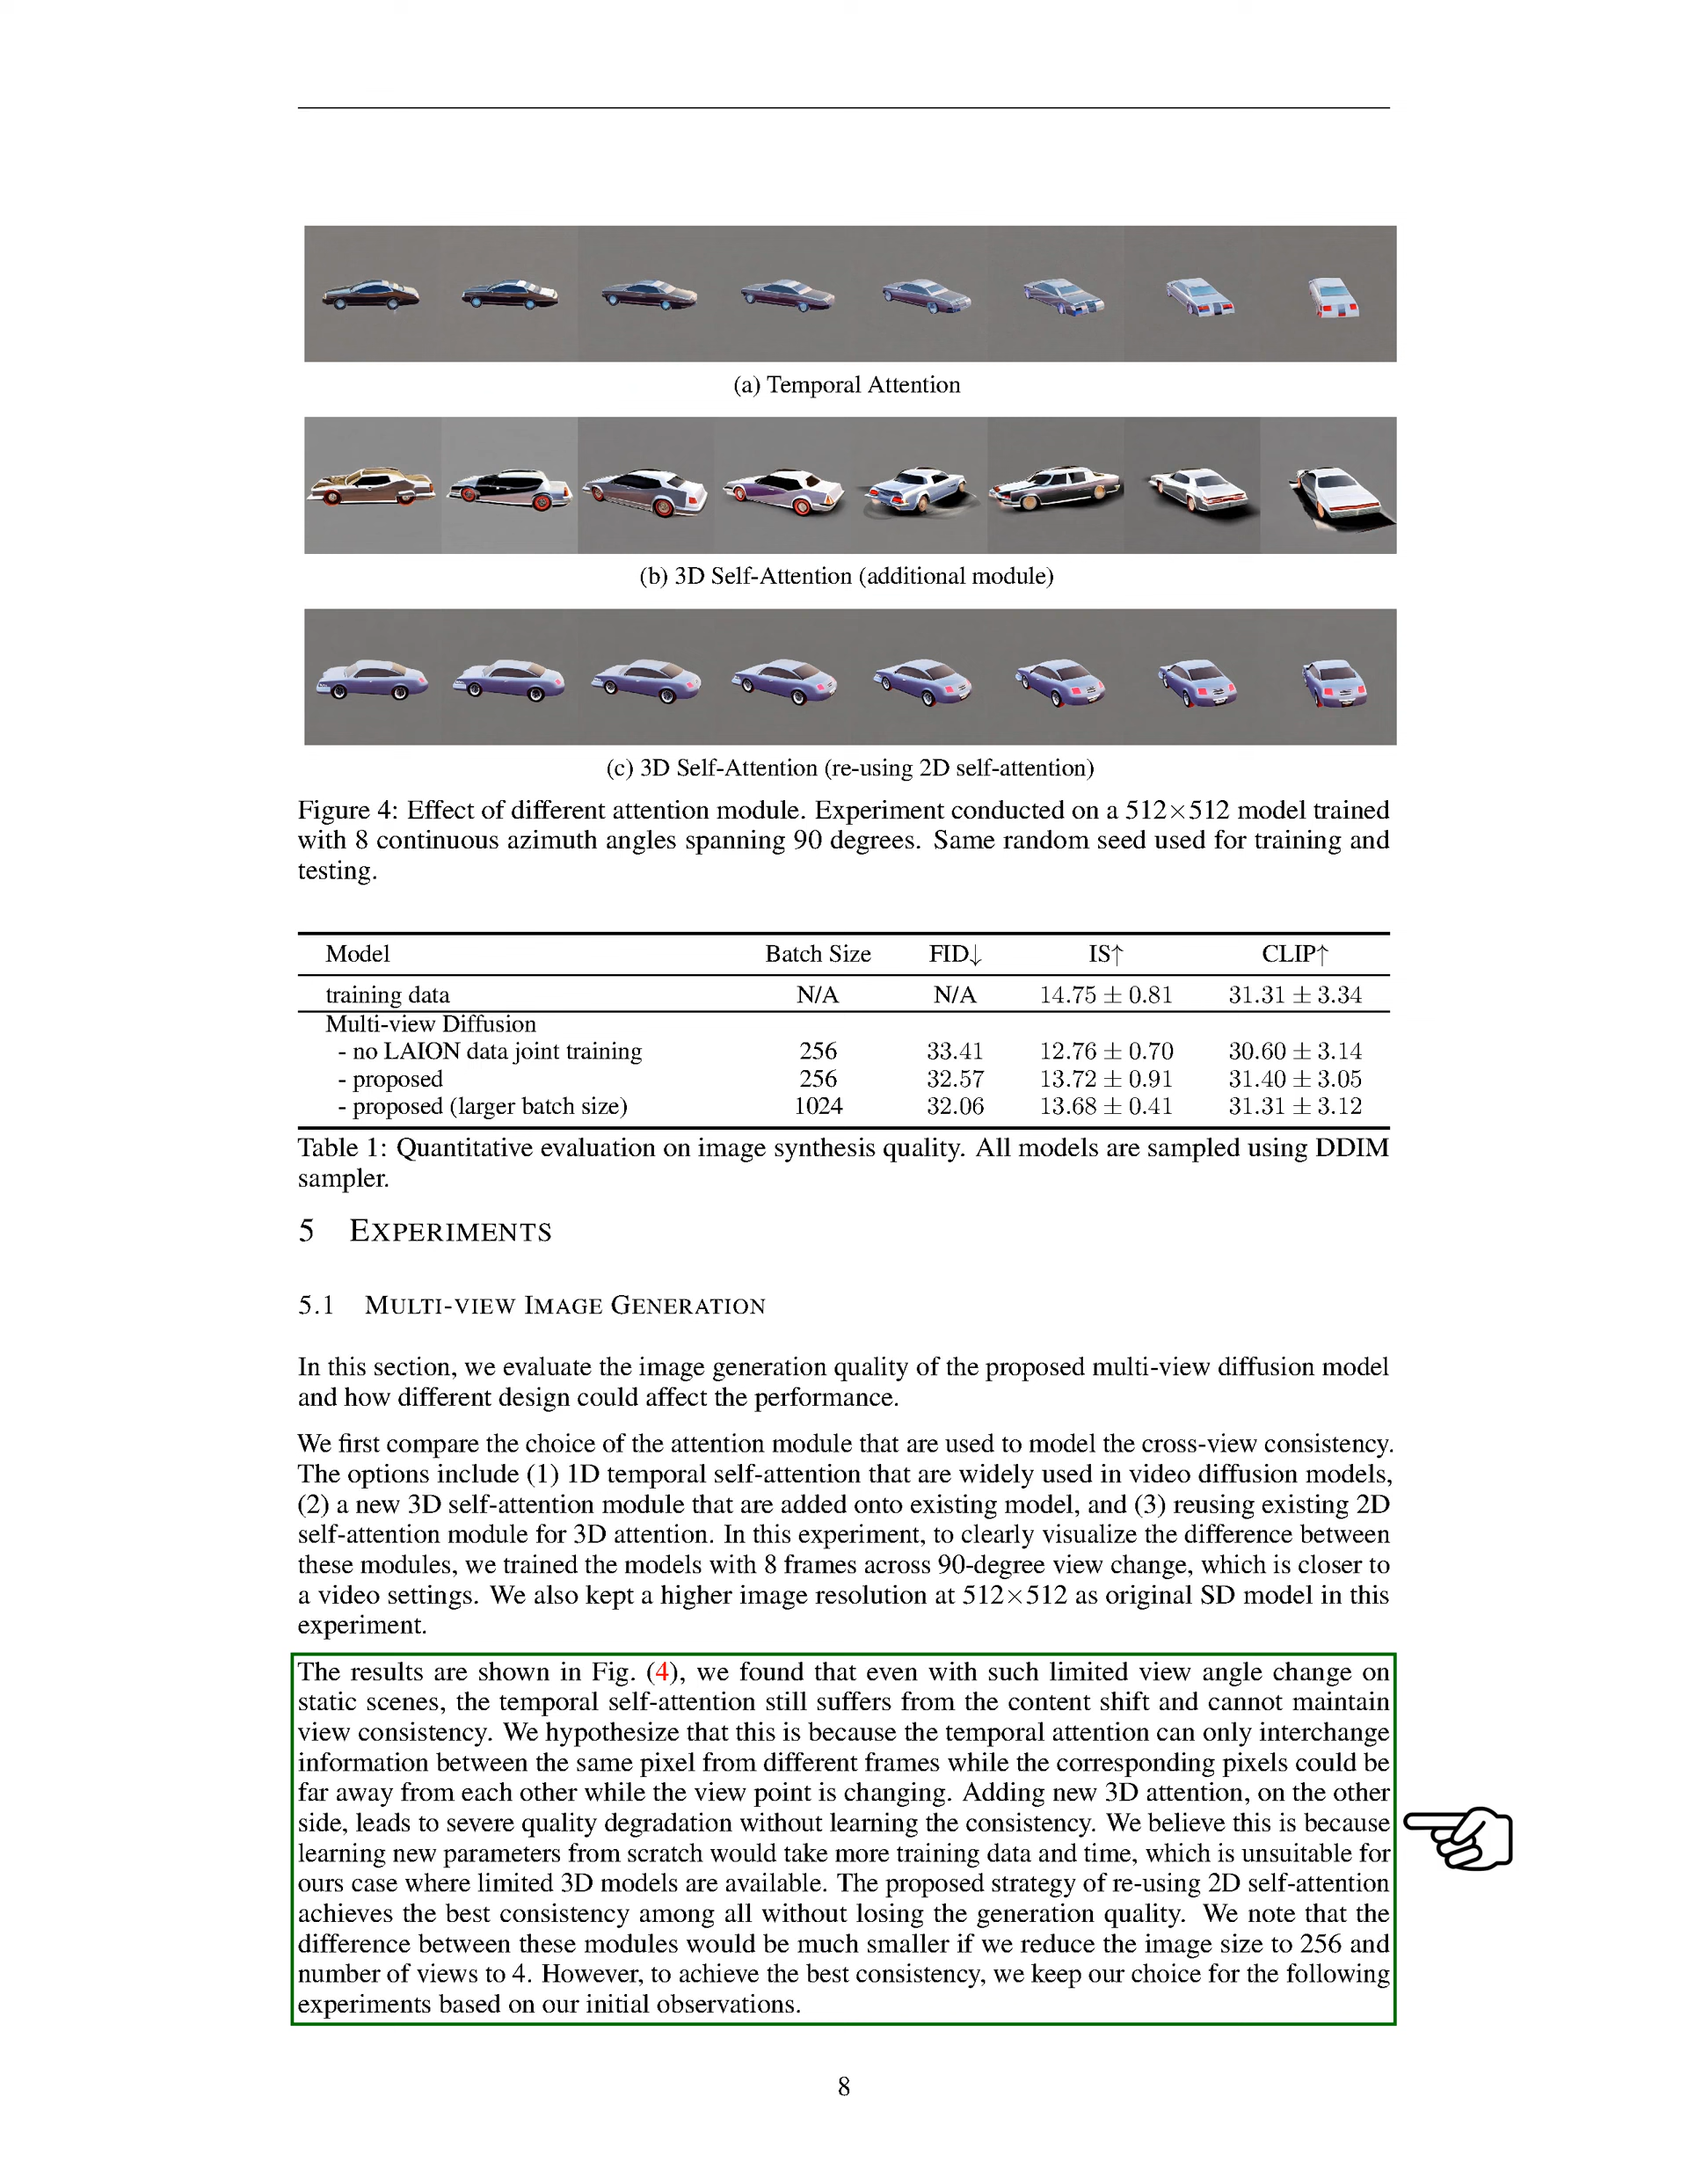 (a) Temporal Attention
(b) 3D Self-Attention (additional module)
(c) 3D Self-Attention (re-using 2D self-attention)
Figure 4: Effect of different attention module. Experiment conducted on a 512×512 model trained
with 8 continuous azimuth angles spanning 90 degrees. Same random seed used for training and
testing.
Model Batch Size FID↓ IS↑ CLIP↑
training data N/A N/A 14.75 ± 0.81 31.31 ± 3.34
Multi-view Diffusion
- no LAION data joint training 256 33.41 12.76 ± 0.70 30.60 ± 3.14
- proposed 256 32.57 13.72 ± 0.91 31.40 ± 3.05
- proposed (larger batch size) 1024 32.06 13.68 ± 0.41 31.31 ± 3.12
Table 1: Quantitative evaluation on image synthesis quality. All models are sampled using DDIM
sampler.
5 EXPERIMENTS
5.1 MULTI-VIEW IMAGE GENERATION
In this section, we evaluate the image generation quality of the proposed multi-view diffusion model
and how different design could affect the performance.
We first compare the choice of the attention module that are used to model the cross-view consistency.
The options include (1) 1D temporal self-attention that are widely used in video diffusion models,
(2) a new 3D self-attention module that are added onto existing model, and (3) reusing existing 2D
self-attention module for 3D attention. In this experiment, to clearly visualize the difference between
these modules, we trained the models with 8 frames across 90-degree view change, which is closer to
a video settings. We also kept a higher image resolution at 512×512 as original SD model in this
experiment.
The results are shown in Fig. (4), we found that even with such limited view angle change on
static scenes, the temporal self-attention still suffers from the content shift and cannot maintain
view consistency. We hypothesize that this is because the temporal attention can only interchange
information between the same pixel from different frames while the corresponding pixels could be
far away from each other while the view point is changing. Adding new 3D attention, on the other
side, leads to severe quality degradation without learning the consistency. We believe this is because
learning new parameters from scratch would take more training data and time, which is unsuitable for
ours case where limited 3D models are available. The proposed strategy of re-using 2D self-attention
achieves the best consistency among all without losing the generation quality. We note that the
difference between these modules would be much smaller if we reduce the image size to 256 and
number of views to 4. However, to achieve the best consistency, we keep our choice for the following
experiments based on our initial observations.
8